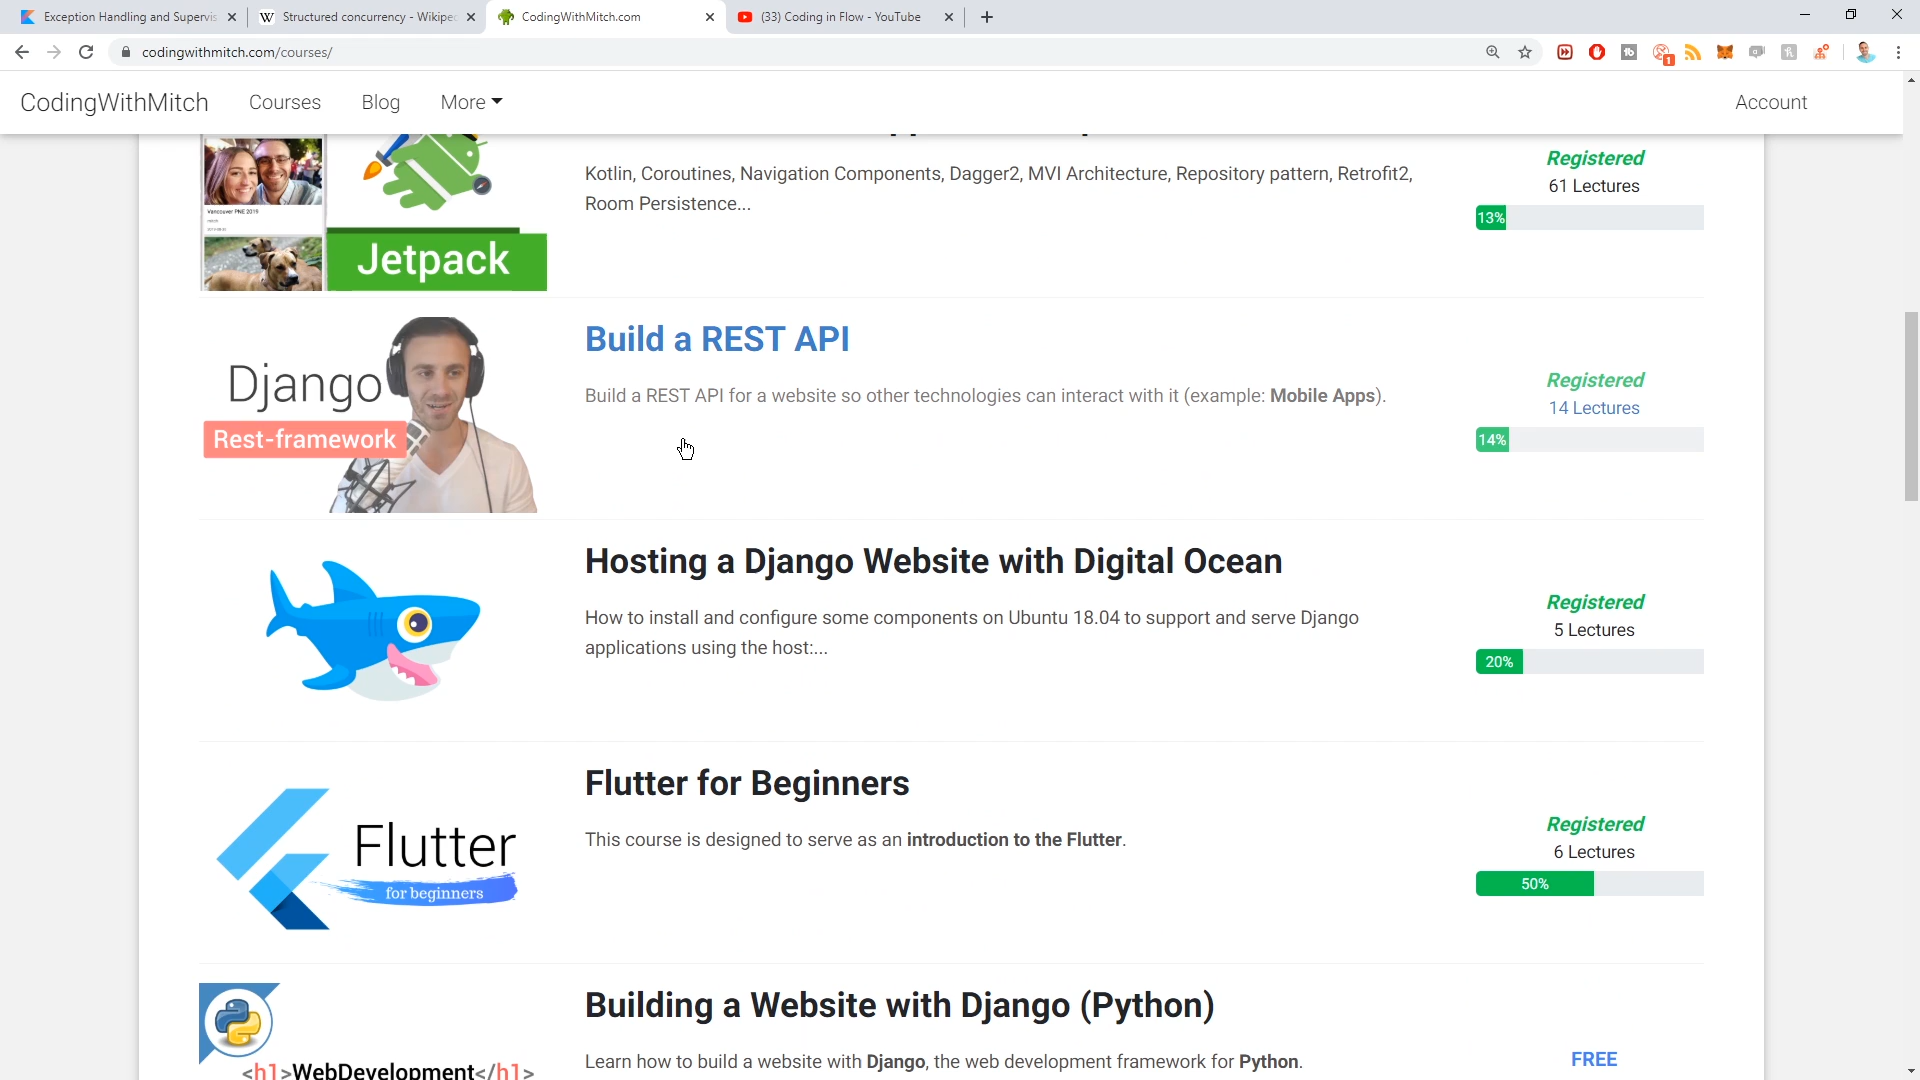 Exception Handling and Supervis
Structured concurrency - Wikiped
CodingWithMitch.com
(33) Coding in Flow - YouTube
codingwithmitch.com/courses/
1
CodingWithMitch
Courses
Blog
More
Account
Vancouver PNE 2019
Jetpack
Kotlin, Coroutines, Navigation Components, Dagger2, MVI Architecture, Repository pattern, Retrofit2,
Room Persistence...
Registered
61 Lectures
13%
Django
Rest-framework
Build a REST API
Build a REST API for a website so other technologies can interact with it (example: Mobile Apps).
Registered
14 Lectures
14%
Hosting a Django Website with Digital Ocean
How to install and configure some components on Ubuntu 18.04 to support and serve Django
applications using the host:...
Registered
5 Lectures
20%
Flutter
for beginners
Flutter for Beginners
This course is designed to serve as an introduction to the Flutter.
Registered
6 Lectures
50%
<h1>WebDevelopment</h1>
Building a Website with Django (Python)
Learn how to build a website with Django, the web development framework for Python.
FREE